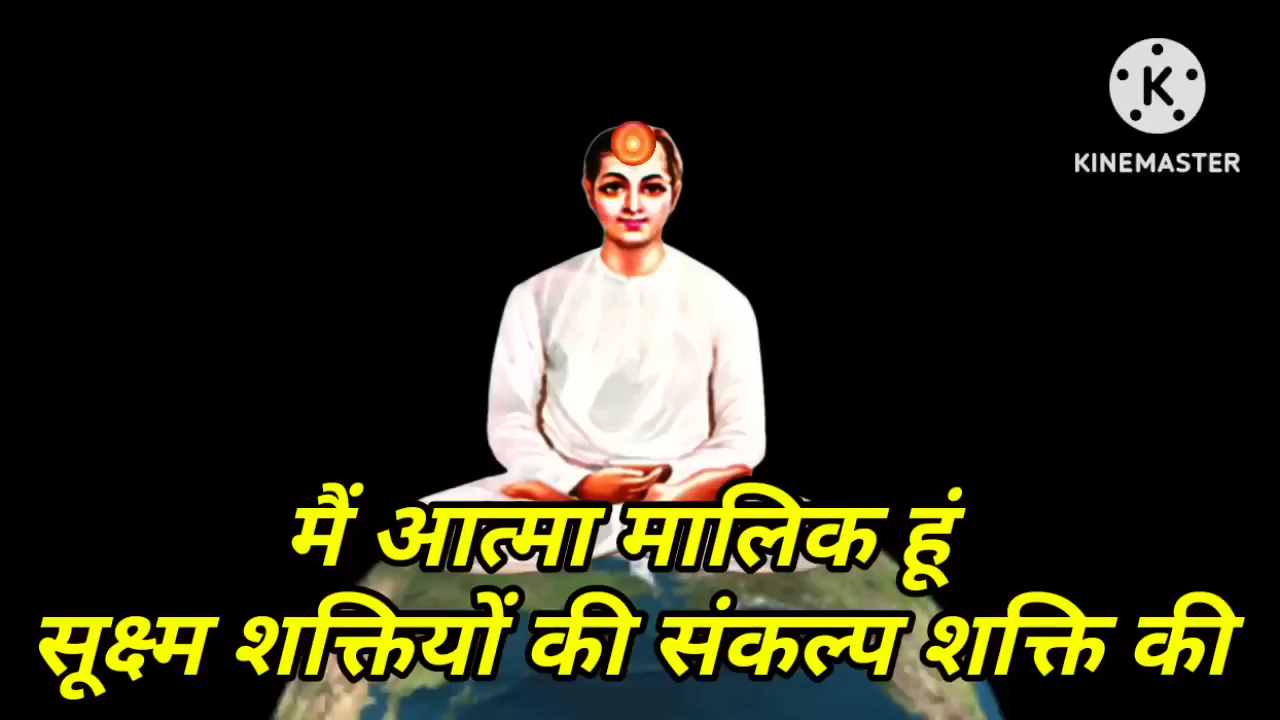 KINEMASTER
मैं आत्मा मालिक हूं
सूक्ष्म शक्तियों की संकल्प शक्ति की